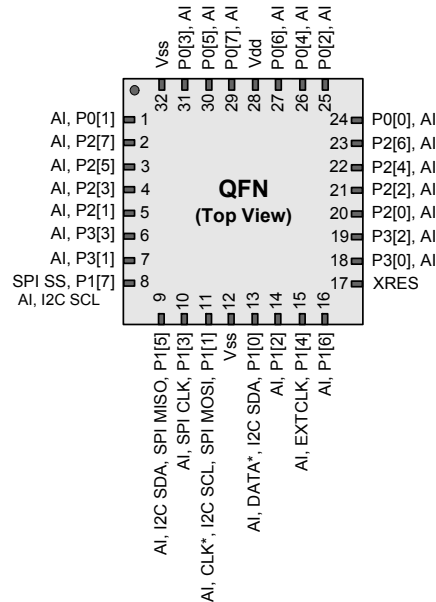 Vss
P0[3], AI
P0[5], AI
P0[7], AI
Vdd
P0[6], AI
P0[4], AI
P0[2], AI
32
31
30
29
28
27
26
25
AI, P0[1] 1
AI, P2[7] 2
AI, P2[5] 3
AI, P2[3] 4
AI, P2[1] 5
AI, P3[3] 6
AI, P3[1] 7
SPI SS, P1[7] 8
AI, I2C SCL
QFN
(Top View)
24 P0[0], AI
23 P2[6], AI
22 P2[4], AI
21 P2[2], AI
20 P2[0], AI
19 P3[2], AI
18 P3[0], AI
17 XRES
9
10
11
12
13
14
15
16
AI, I2C SDA, SPI MISO, P1[5]
AI, SPI CLK, P1[3]
AI, CLK*, I2C SCL, SPI MOSI, P1[1]
Vss
AI, DATA*, I2C SDA, P1[0]
AI, P1[2]
AI, EXTCLK, P1[4]
AI, P1[6]